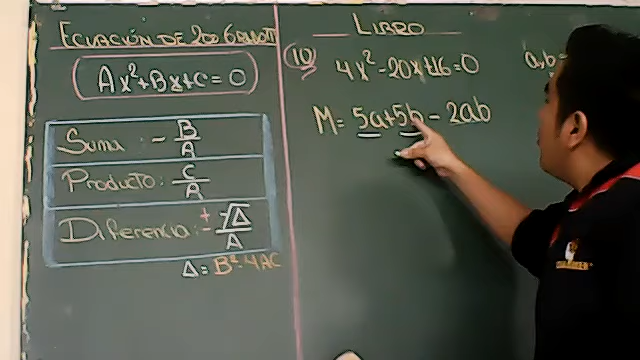 ECUACIÓN DE 2DO GRADO
Ax²+Bx+C=0
Suma: -B/A
Producto: C/A
Diferencia: ±√Δ/A
Δ = B²-4AC
LIBRO
10 4x²-20x+16=0
M= 5a+5b-2ab
a,b=